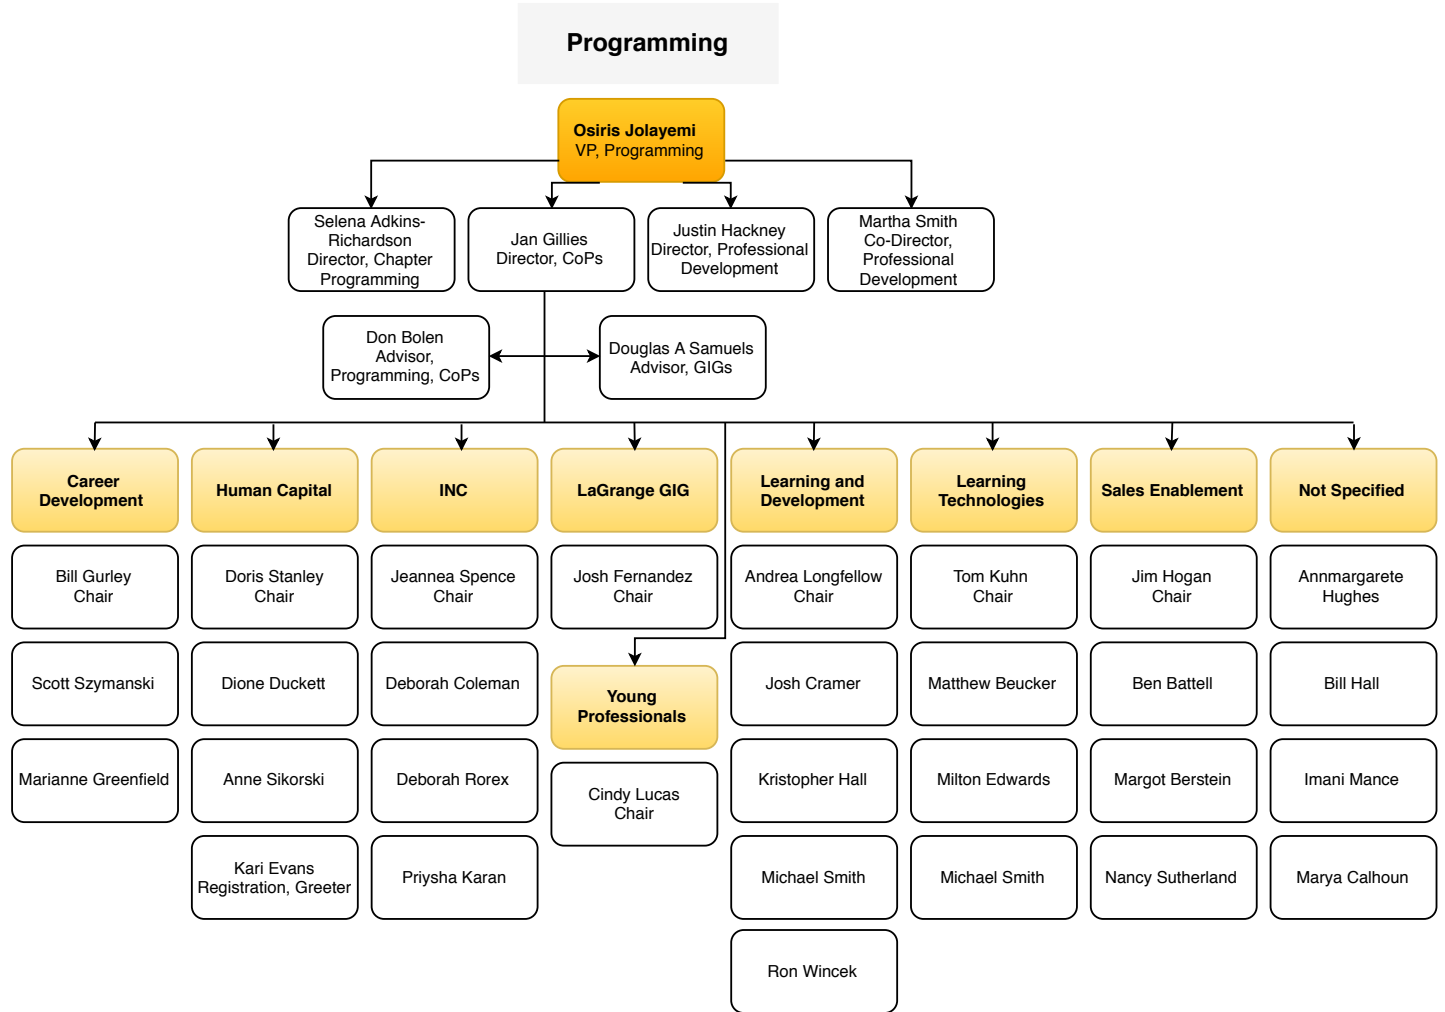 Programming
Osiris Jolayemi
VP, Programming
Selena Adkins-
Richardson
Director, Chapter
Programming
Jan Gillies
Director, CoPs
Justin Hackney
Director, Professional
Development
Martha Smith
Co-Director,
Professional
Development
Don Bolen
Advisor,
Programming, CoPs
Douglas A Samuels
Advisor, GIGs
Career
Development
Bill Gurley
Chair
Scott Szymanski
Marianne Greenfield
Human Capital
Doris Stanley
Chair
Dione Duckett
Anne Sikorski
Kari Evans
Registration, Greeter
INC
Jeannea Spence
Chair
Deborah Coleman
Deborah Rorex
Priysha Karan
LaGrange GIG
Josh Fernandez
Chair
Young
Professionals
Cindy Lucas
Chair
Learning and
Development
Andrea Longfellow
Chair
Josh Cramer
Kristopher Hall
Michael Smith
Ron Wincek
Learning
Technologies
Tom Kuhn
Chair
Matthew Beucker
Milton Edwards
Michael Smith
Sales Enablement
Jim Hogan
Chair
Ben Battell
Margot Berstein
Nancy Sutherland
Not Specified
Annmargarete
Hughes
Bill Hall
Imani Mance
Marya Calhoun